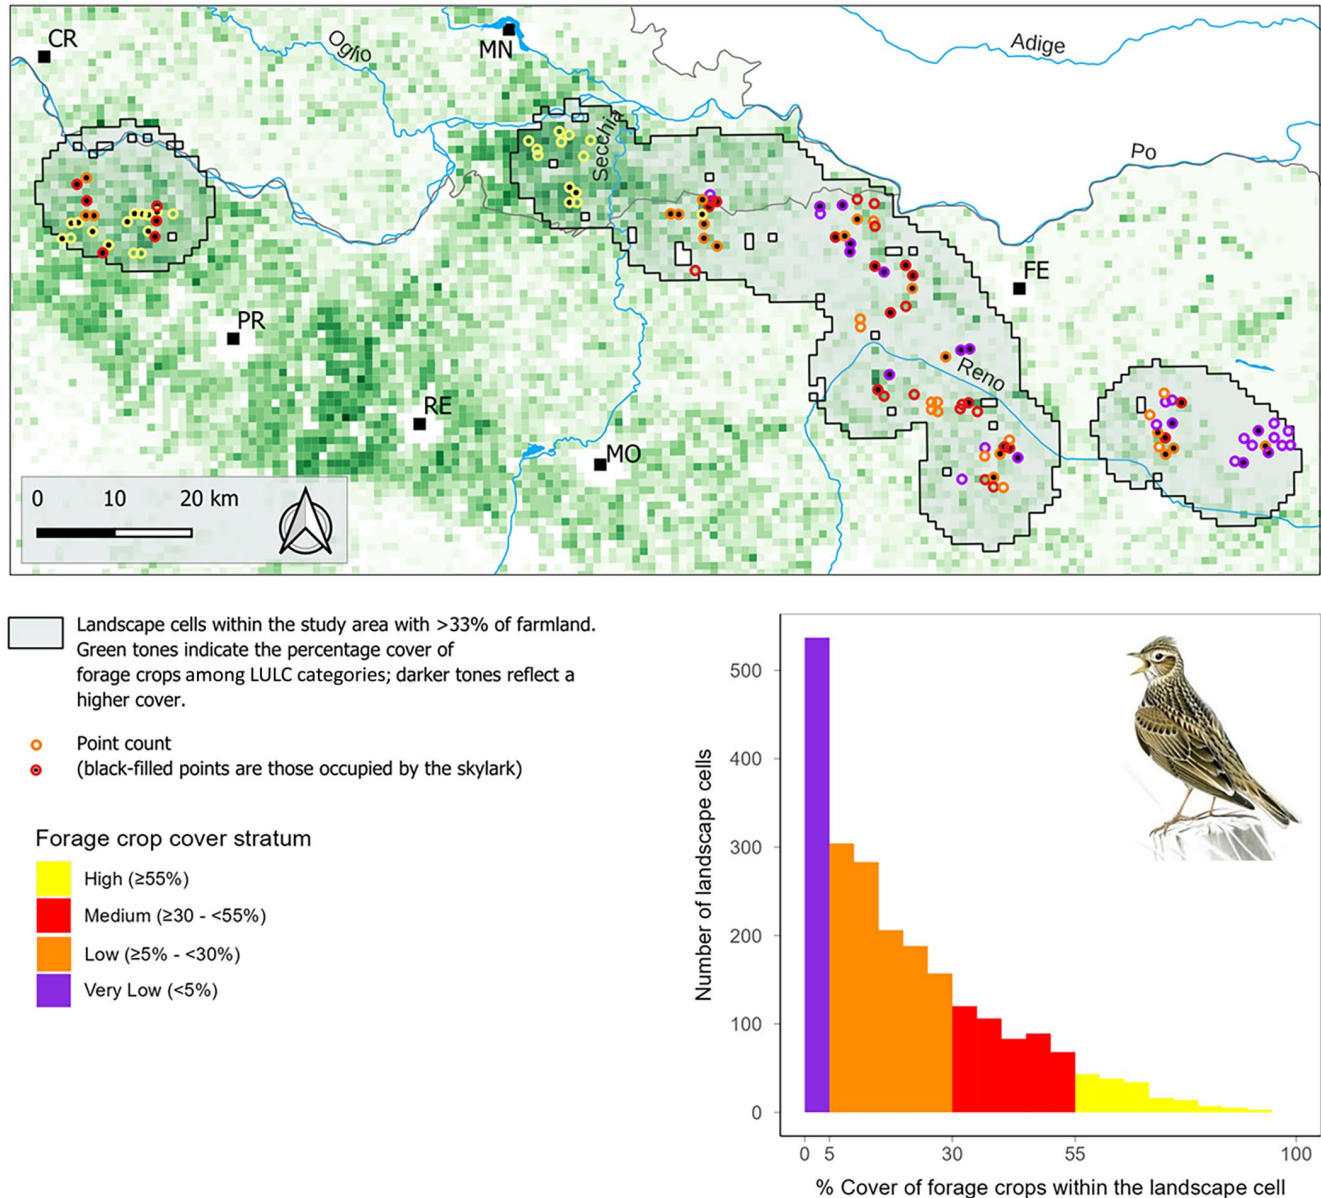 CR
Oglio
MN
Adige
Secchia
Po
FE
PR
Reno
RE
MO
0 10 20 km
Landscape cells within the study area with >33% of farmland.
Green tones indicate the percentage cover of
forage crops among LULC categories; darker tones reflect a
higher cover.
Point count
(black-filled points are those occupied by the skylark)
Forage crop cover stratum
High (≥55%)
Medium (≥30 - <55%)
Low (≥5% - <30%)
Very Low (<5%)
Number of landscape cells
500
400
300
200
100
0
0 5 30 55 100
% Cover of forage crops within the landscape cell